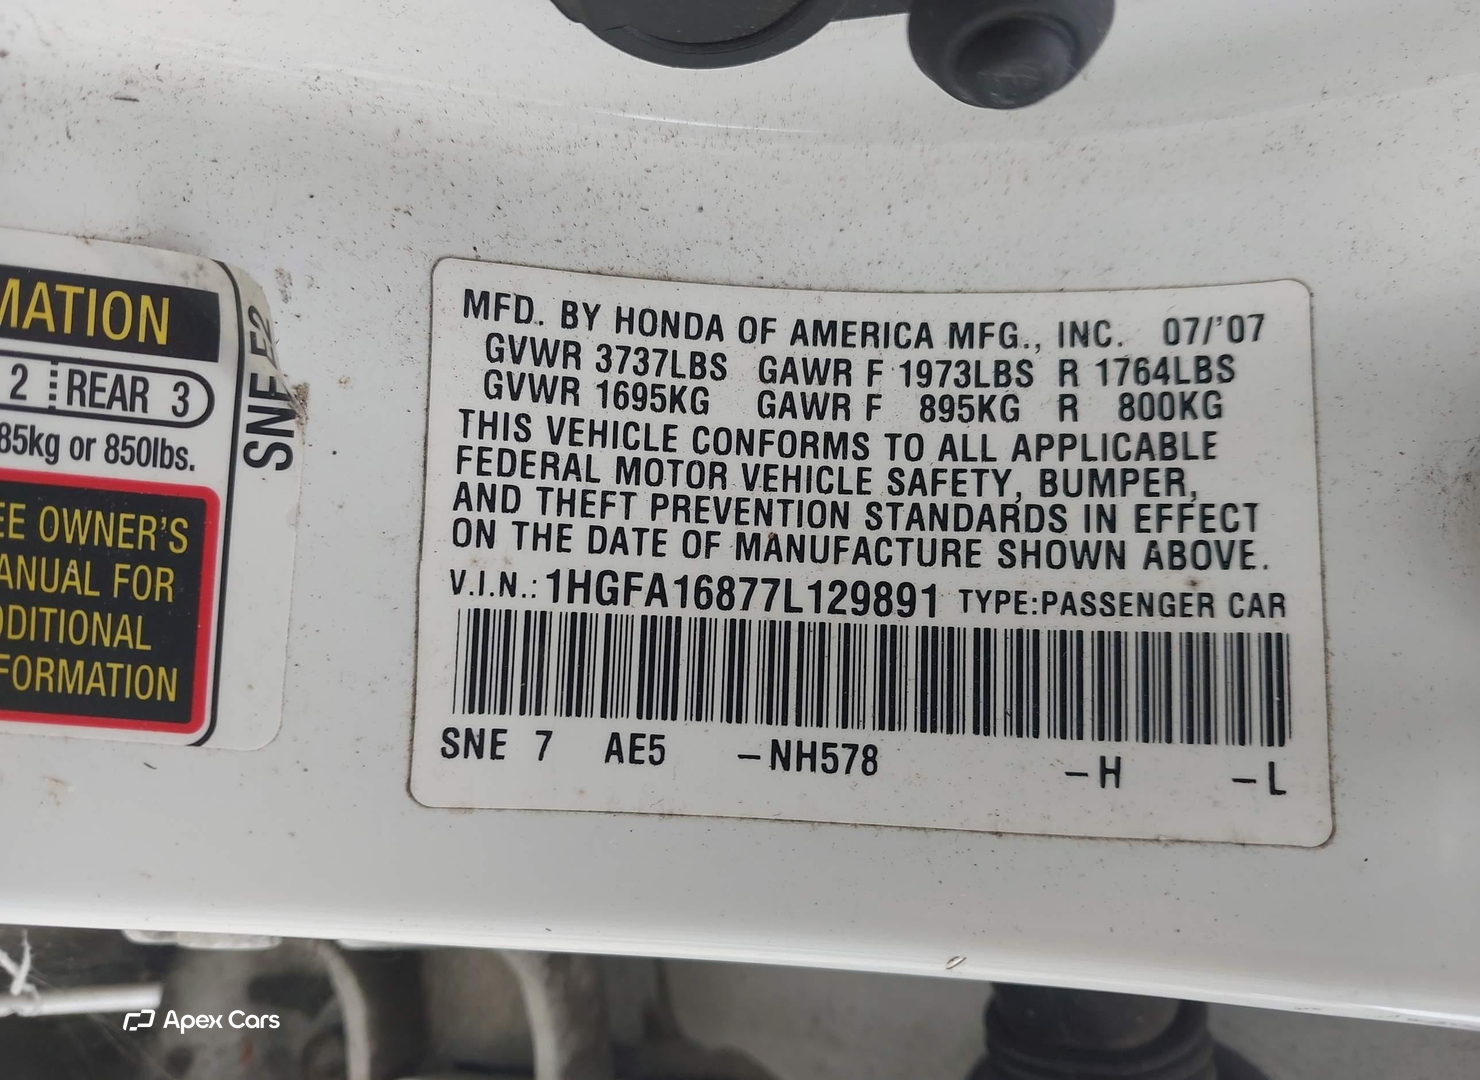 MATION
2 REAR 3
85kg or 850lbs.
EE OWNER'S
ANUAL FOR
DDITIONAL
FORMATION
SNE E2
MFD. BY HONDA OF AMERICA MFG., INC. 07/'07
GVWR 3737LBS GAWR F 1973LBS R 1764LBS
GVWR 1695KG GAWR F 895KG R 800KG
THIS VEHICLE CONFORMS TO ALL APPLICABLE
FEDERAL MOTOR VEHICLE SAFETY, BUMPER,
AND THEFT PREVENTION STANDARDS IN EFFECT
ON THE DATE OF MANUFACTURE SHOWN ABOVE.
V.I.N.: 1HGFA16877L129891 TYPE:PASSENGER CAR
SNE 7 AE5 -NH578 -H -L
Apex Cars